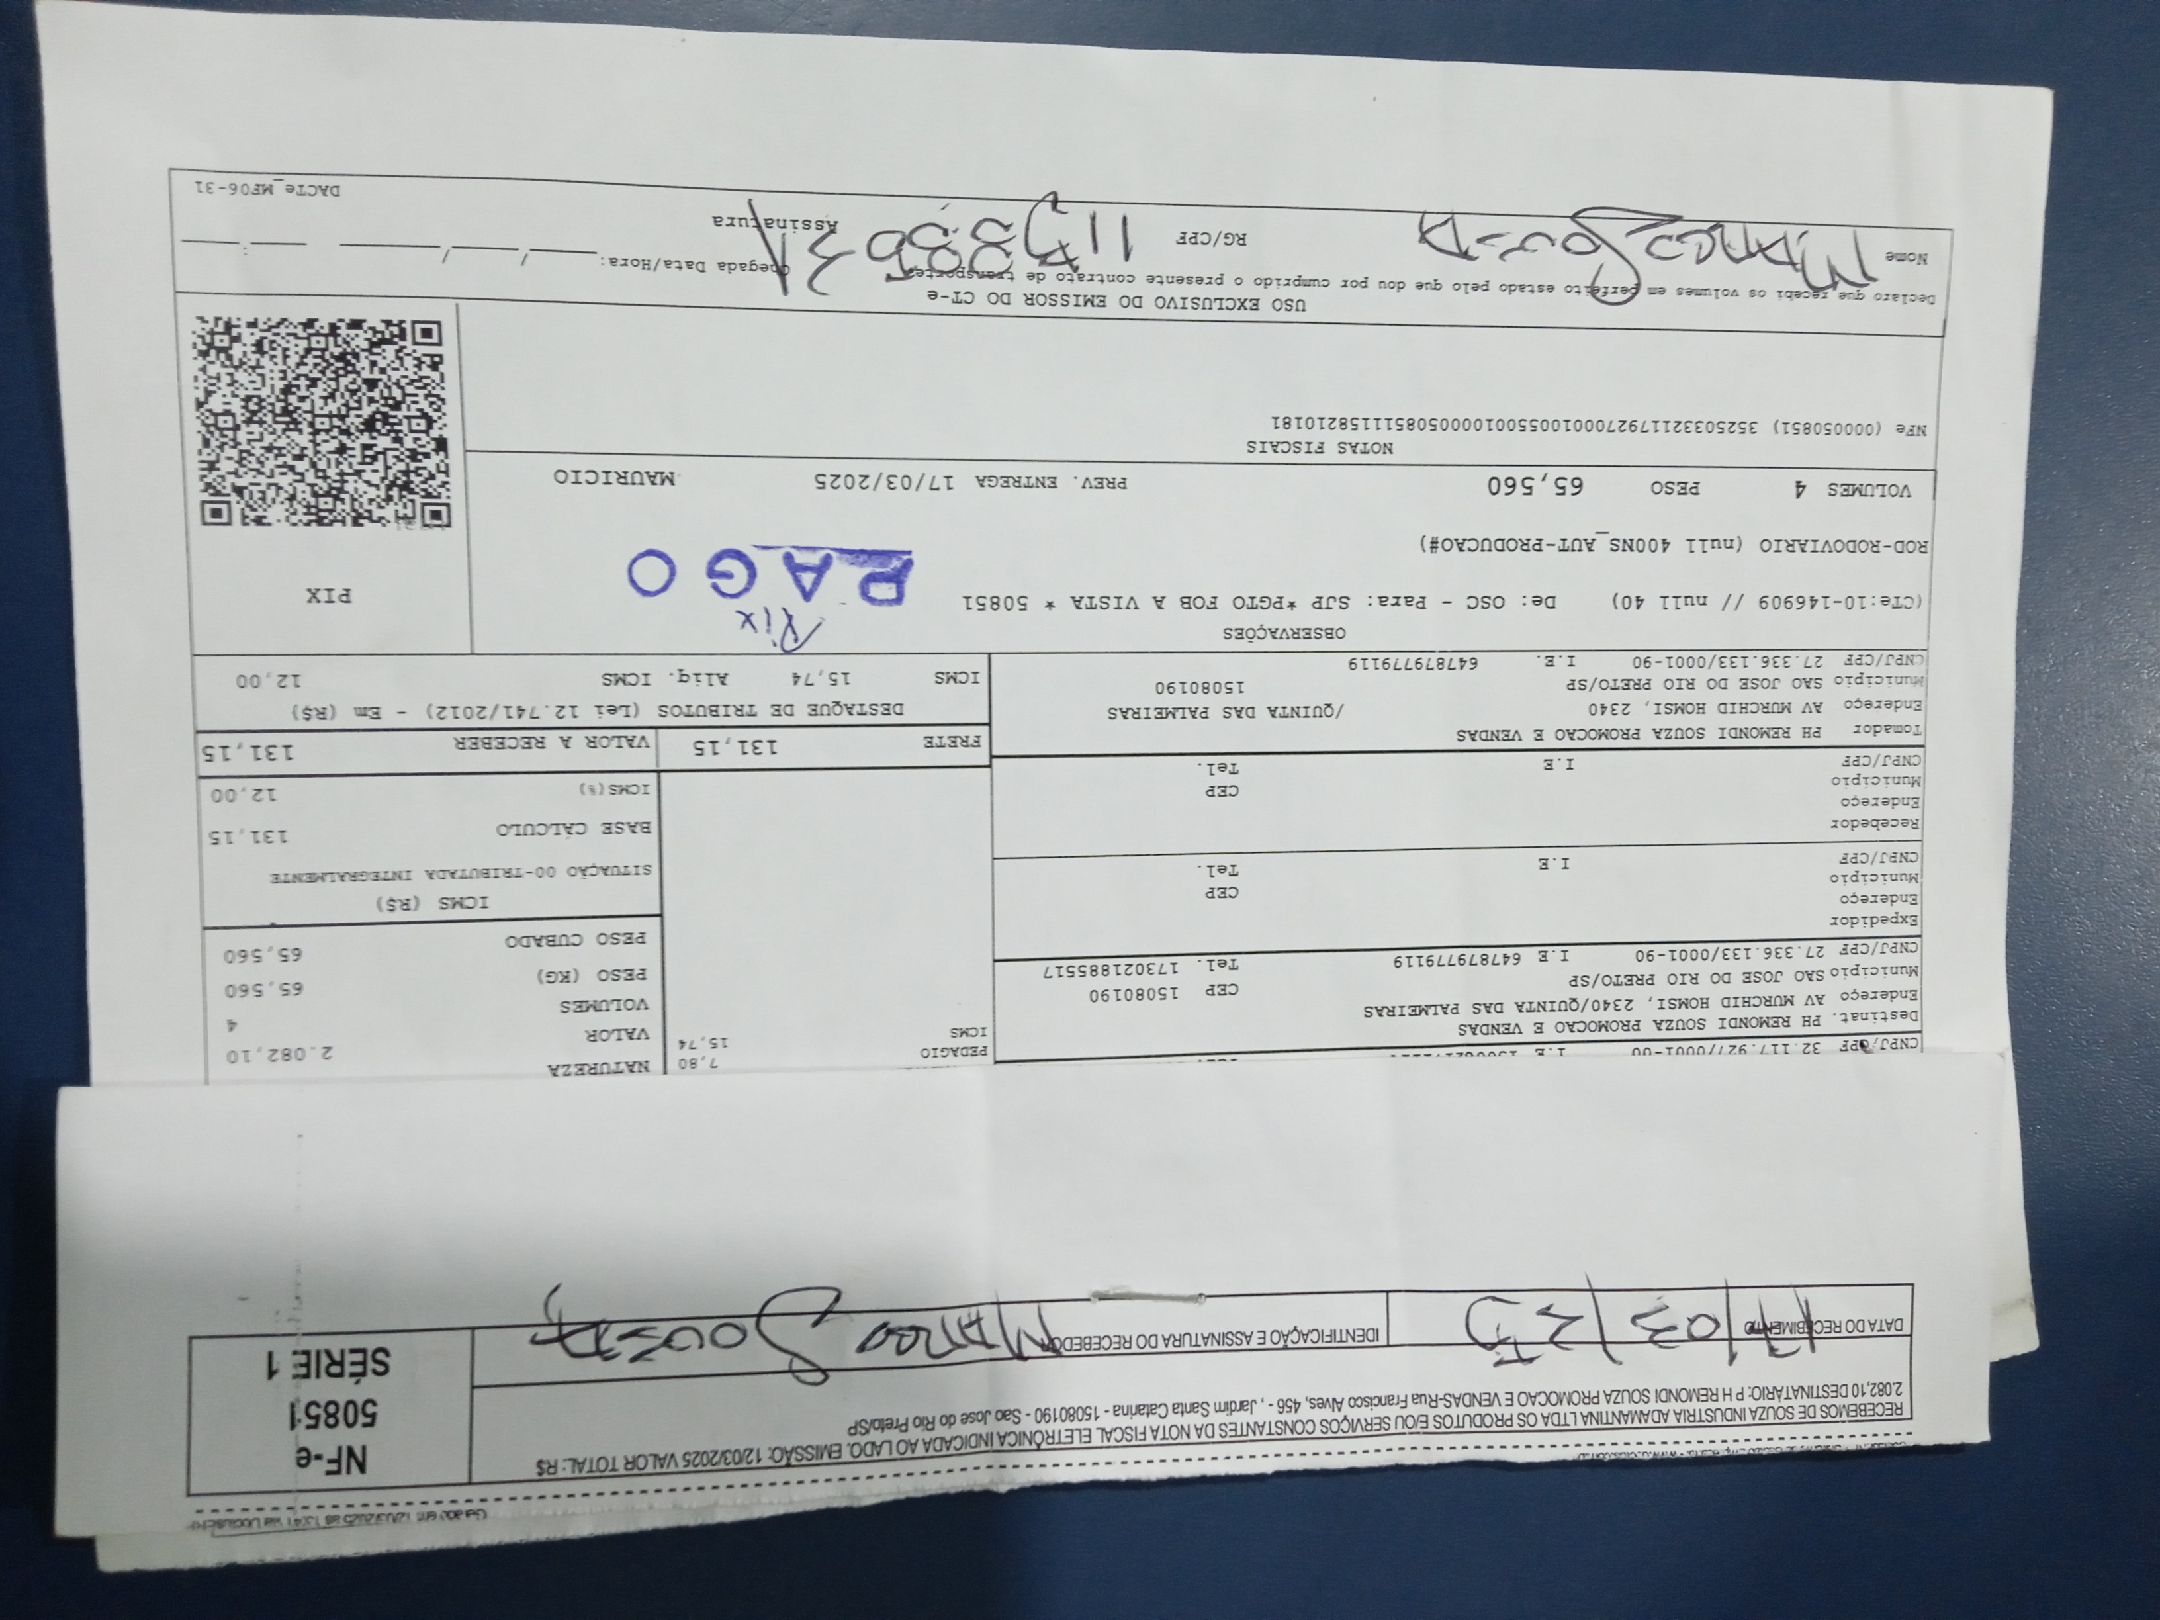 Gerado em 12/03/2025 as 13:41 via
RECEBEMOS DE SOUZA INDUSTRIA ADAMANTINA LTDA OS PRODUTOS E/OU SERVIÇOS CONSTANTES DA NOTA FISCAL ELETRÔNICA INDICADA AO LADO. EMISSÃO: 12/03/2025 VALOR TOTAL: R$
2.082,10 DESTINATÁRIO: P H REMONDI SOUZA PROMOCAO E VENDAS-Rua Francisco Alves, 456 - , Jardim Santa Catarina - 15080190 - Sao Jose do Rio Preto/SP
NF-e
50851
SÉRIE 1
DATA DO RECEBIMENTO 17/03/25
IDENTIFICAÇÃO E ASSINATURA DO RECEBEDOR
CNPJ/CPF 32.117.927/0001-00 I.E
Destinat. PH REMONDI SOUZA PROMOCAO E VENDAS
Endereço AV MURCHID HOMSI, 2340/QUINTA DAS PALMEIRAS
Município SAO JOSE DO RIO PRETO/SP CEP 15080190
CNPJ/CPF 27.336.133/0001-90 I.E 647879779119 Tel. 173021885517
Expedidor
Endereço
Município CEP
CNPJ/CPF I.E Tel.
Recebedor
Endereço
Município CEP
CNPJ/CPF I.E Tel.
Tomador PH REMONDI SOUZA PROMOCAO E VENDAS
Endereço AV MURCHID HOMSI, 2340 /QUINTA DAS PALMEIRAS
Município SAO JOSE DO RIO PRETO/SP 15080190
CNPJ/CPF 27.336.133/0001-90 I.E. 647879779119
PEDAGIO 7,80
ICMS 15,74
NATUREZA
VALOR 2.082,10
VOLUMES 4
PESO (KG) 65,560
PESO CUBADO 65,560
ICMS (R$)
SITUAÇÃO 00-TRIBUTADA INTEGRALMENTE
BASE CÁLCULO 131,15
ICMS(%) 12,00
FRETE 131,15 VALOR A RECEBER 131,15
DESTAQUE DE TRIBUTOS (Lei 12.741/2012) - Em (R$)
ICMS 15,74 Aliq. ICMS 12,00
OBSERVAÇÕES
(CTe:10-146909 // null 40) De: OSC - Para: SJP *PGTO FOB A VISTA * 50851
ROD-RODOVIARIO (null 400NS_AUT-PRODUCAO#)
Pix
PAGO
PIX
VOLUMES 4 PESO 65,560 PREV. ENTREGA 17/03/2025 MAURICIO
NOTAS FISCAIS
NFe (000050851)
USO EXCLUSIVO DO EMISSOR DO CT-e
Declaro que recebi os volumes em perfeito estado pelo que dou por cumprido o presente contrato de transporte.
Nome RG/CPF Assinatura Chegada Data/Hora:
DACTe_MF06-31